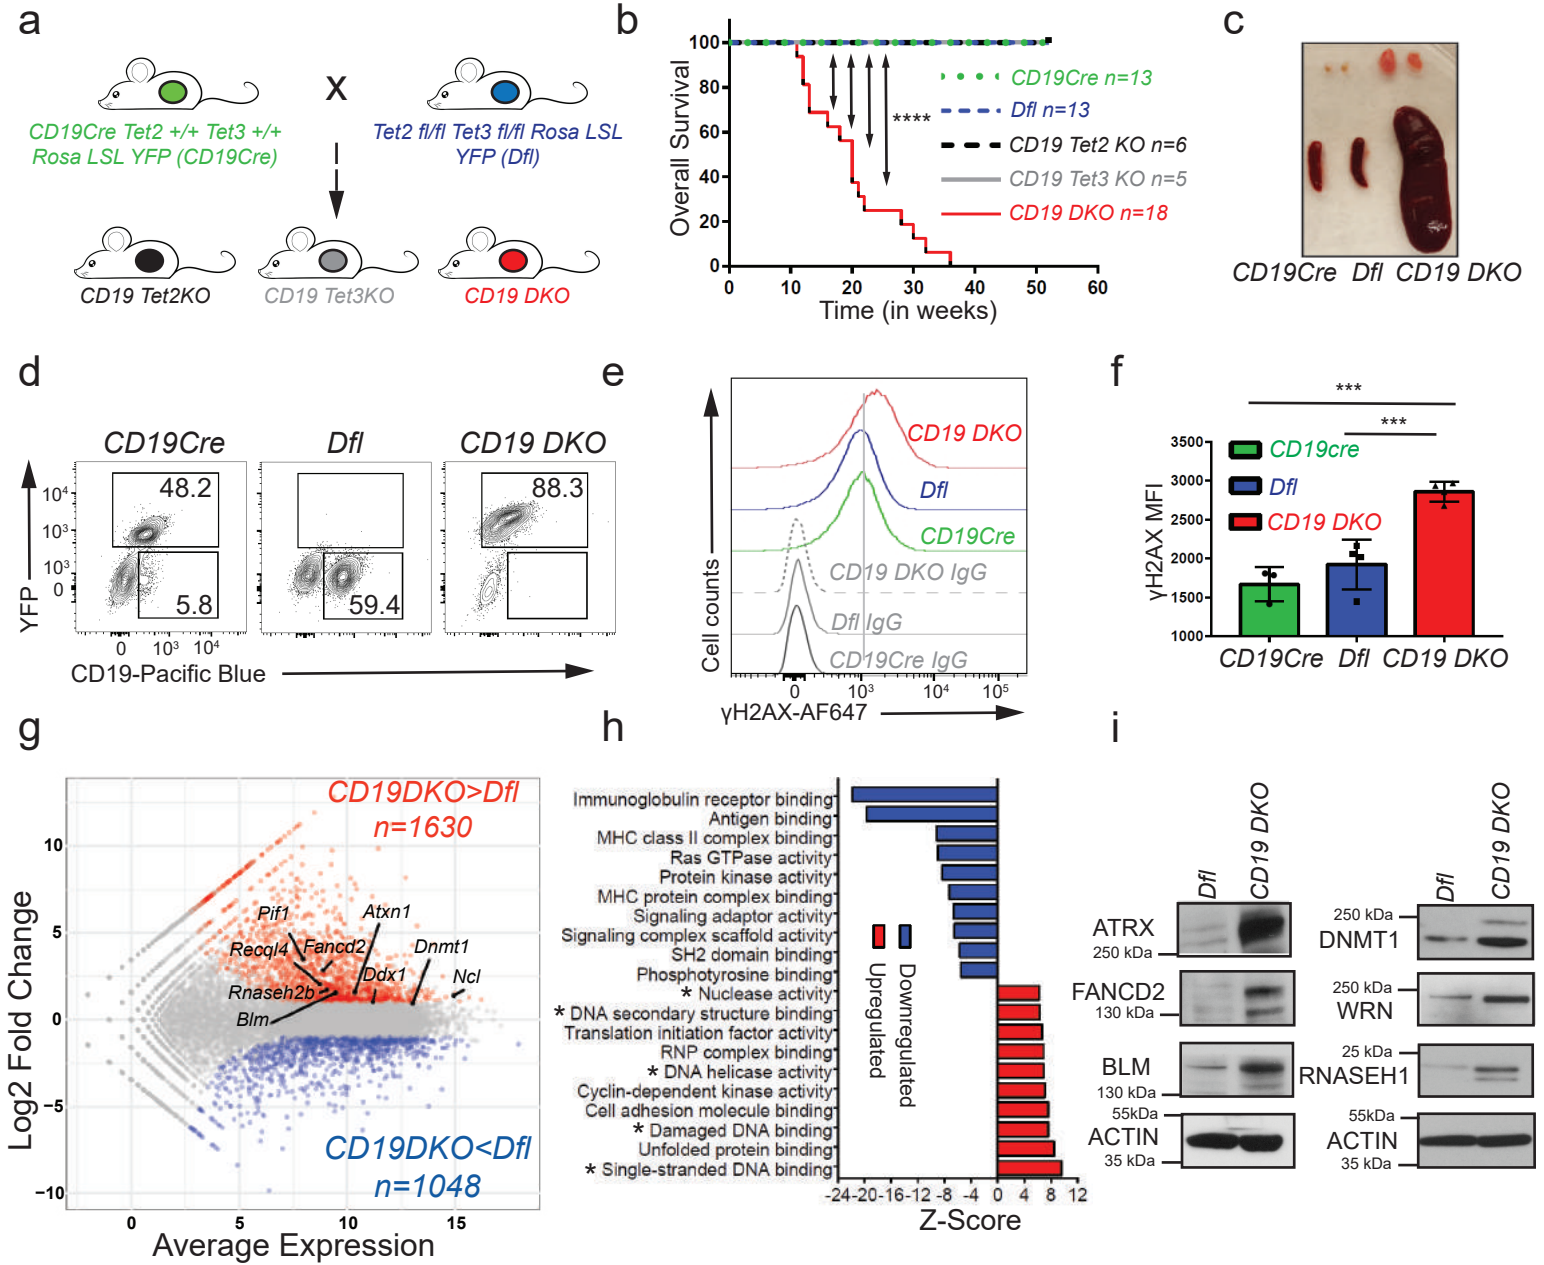 a
CD19Cre Tet2 +/+ Tet3 +/+
Rosa LSL YFP (CD19Cre)
X
Tet2 fl/fl Tet3 fl/fl Rosa LSL
YFP (Dfl)
CD19 Tet2KO
CD19 Tet3KO
CD19 DKO
b
Overall Survival
100
80
60
40
20
0
0 10 20 30 40 50 60
Time (in weeks)
****
CD19Cre n=13
Dfl n=13
CD19 Tet2 KO n=6
CD19 Tet3 KO n=5
CD19 DKO n=18
c
CD19Cre Dfl CD19 DKO
d
CD19Cre
Dfl
CD19 DKO
48.2
5.8
59.4
88.3
YFP
10⁴
10³
10³
0
0 10³ 10⁴
CD19-Pacific Blue
e
Cell counts
CD19 DKO
Dfl
CD19Cre
CD19 DKO IgG
Dfl IgG
CD19Cre IgG
0 10³ 10⁴ 10⁵
γH2AX-AF647
f
***
***
γH2AX MFI
3500
3000
2500
2000
1500
1000
CD19cre
Dfl
CD19 DKO
CD19Cre Dfl CD19 DKO
g
Log2 Fold Change
CD19DKO>Dfl
n=1630
10
5
0
−5
−10
Pif1
Atxn1
Recql4
Fancd2
Dnmt1
Ddx1
Ncl
Rnaseh2b
Blm
CD19DKO<Dfl
n=1048
0 5 10 15
Average Expression
h
Immunoglobulin receptor binding
Antigen binding
MHC class II complex binding
Ras GTPase activity
Protein kinase activity
MHC protein complex binding
Signaling adaptor activity
Signaling complex scaffold activity
SH2 domain binding
Phosphotyrosine binding
* Nuclease activity
* DNA secondary structure binding
Translation initiation factor activity
RNP complex binding
* DNA helicase activity
Cyclin-dependent kinase activity
Cell adhesion molecule binding
* Damaged DNA binding
Unfolded protein binding
* Single-stranded DNA binding
Upregulated
Downregulated
-24 -20 -16 -12 -8 -4 0 4 8 12
Z-Score
i
Dfl
CD19 DKO
ATRX
250 kDa
FANCD2
130 kDa
BLM
130 kDa
55kDa
ACTIN
35 kDa
Dfl
CD19 DKO
250 kDa
DNMT1
250 kDa
WRN
25 kDa
RNASEH1
55kDa
ACTIN
35 kDa